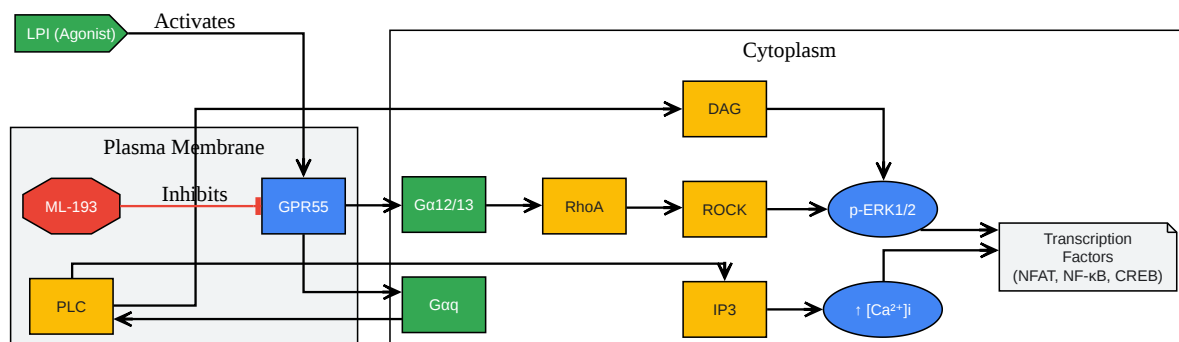 LPI (Agonist)
Activates
Cytoplasm
DAG
Plasma Membrane
ML-193
Inhibits
GPR55
Gα12/13
RhoA
ROCK
p-ERK1/2
Transcription
Factors
(NFAT, NF-κB, CREB)
PLC
Gαq
IP3
↑ [Ca²⁺]i